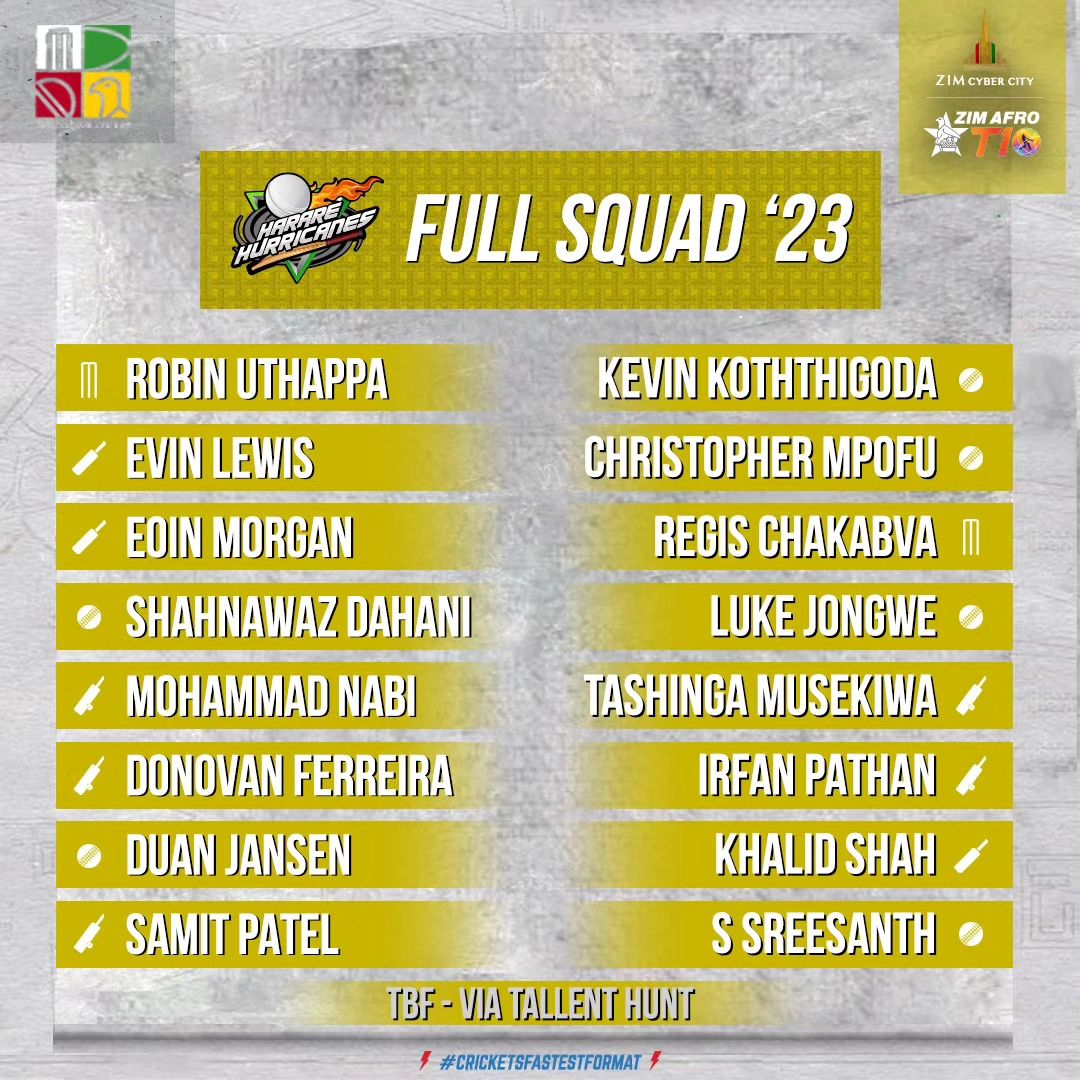 ZIM CYBER CITY
ZIM AFRO
T10
HARARE
HURRICANES
FULL SQUAD ‘23
ROBIN UTHAPPA
EVIN LEWIS
EOIN MORGAN
SHAHNAWAZ DAHANI
MOHAMMAD NABI
DONOVAN FERREIRA
DUAN JANSEN
SAMIT PATEL
KEVIN KOTHTHIGODA
CHRISTOPHER MPOFU
REGIS CHAKABVA
LUKE JONGWE
TASHINGA MUSEKIWA
IRFAN PATHAN
KHALID SHAH
S SREESANTH
TBF - VIA TALLENT HUNT
#CRICKETSFASTESTFORMAT